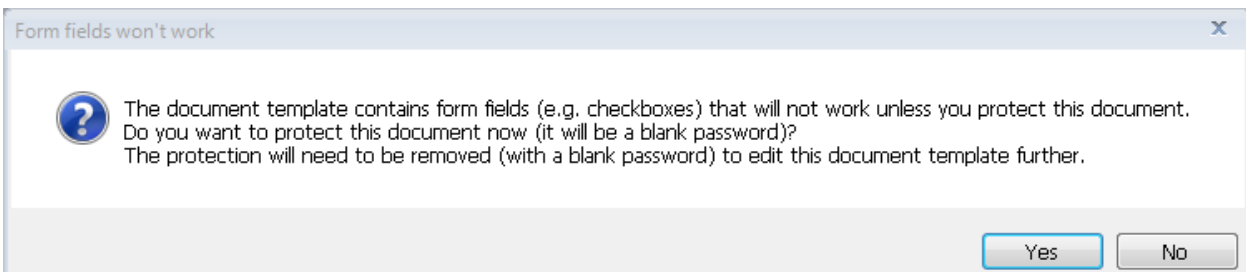 Form fields won't work
The document template contains form fields (e.g. checkboxes) that will not work unless you protect this document.
Do you want to protect this document now (it will be a blank password)?
The protection will need to be removed (with a blank password) to edit this document template further.
Yes No